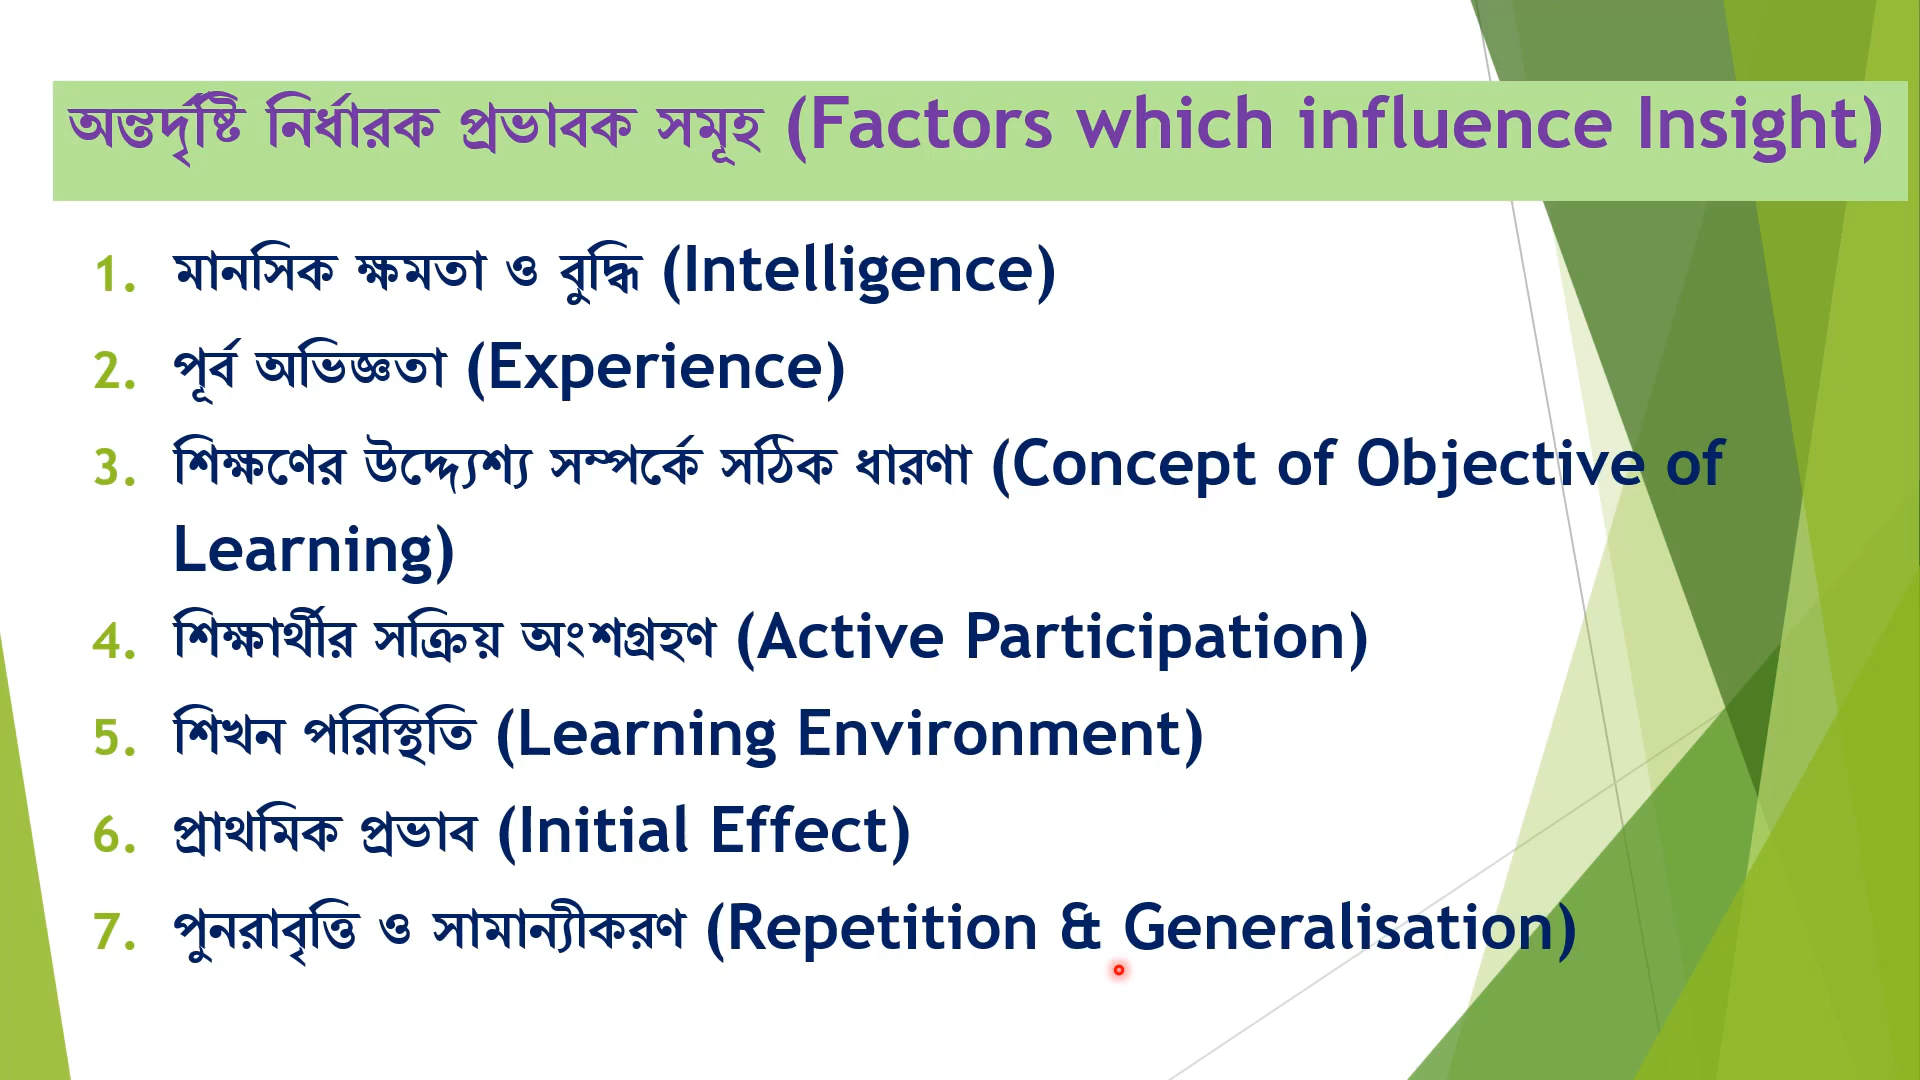 অন্তর্দৃষ্টি নির্ধারক প্রভাবক সমূহ (Factors which influence Insight)
1. মানসিক ক্ষমতা ও বুদ্ধি (Intelligence)
2. পূর্ব অভিজ্ঞতা (Experience)
3. শিক্ষণের উদ্দ্যেশ্য সম্পর্কে সঠিক ধারণা (Concept of Objective of
Learning)
4. শিক্ষার্থীর সক্রিয় অংশগ্রহণ (Active Participation)
5. শিখন পরিস্থিতি (Learning Environment)
6. প্রাথমিক প্রভাব (Initial Effect)
7. পুনরাবৃত্তি ও সামান্যীকরণ (Repetition & Generalisation)